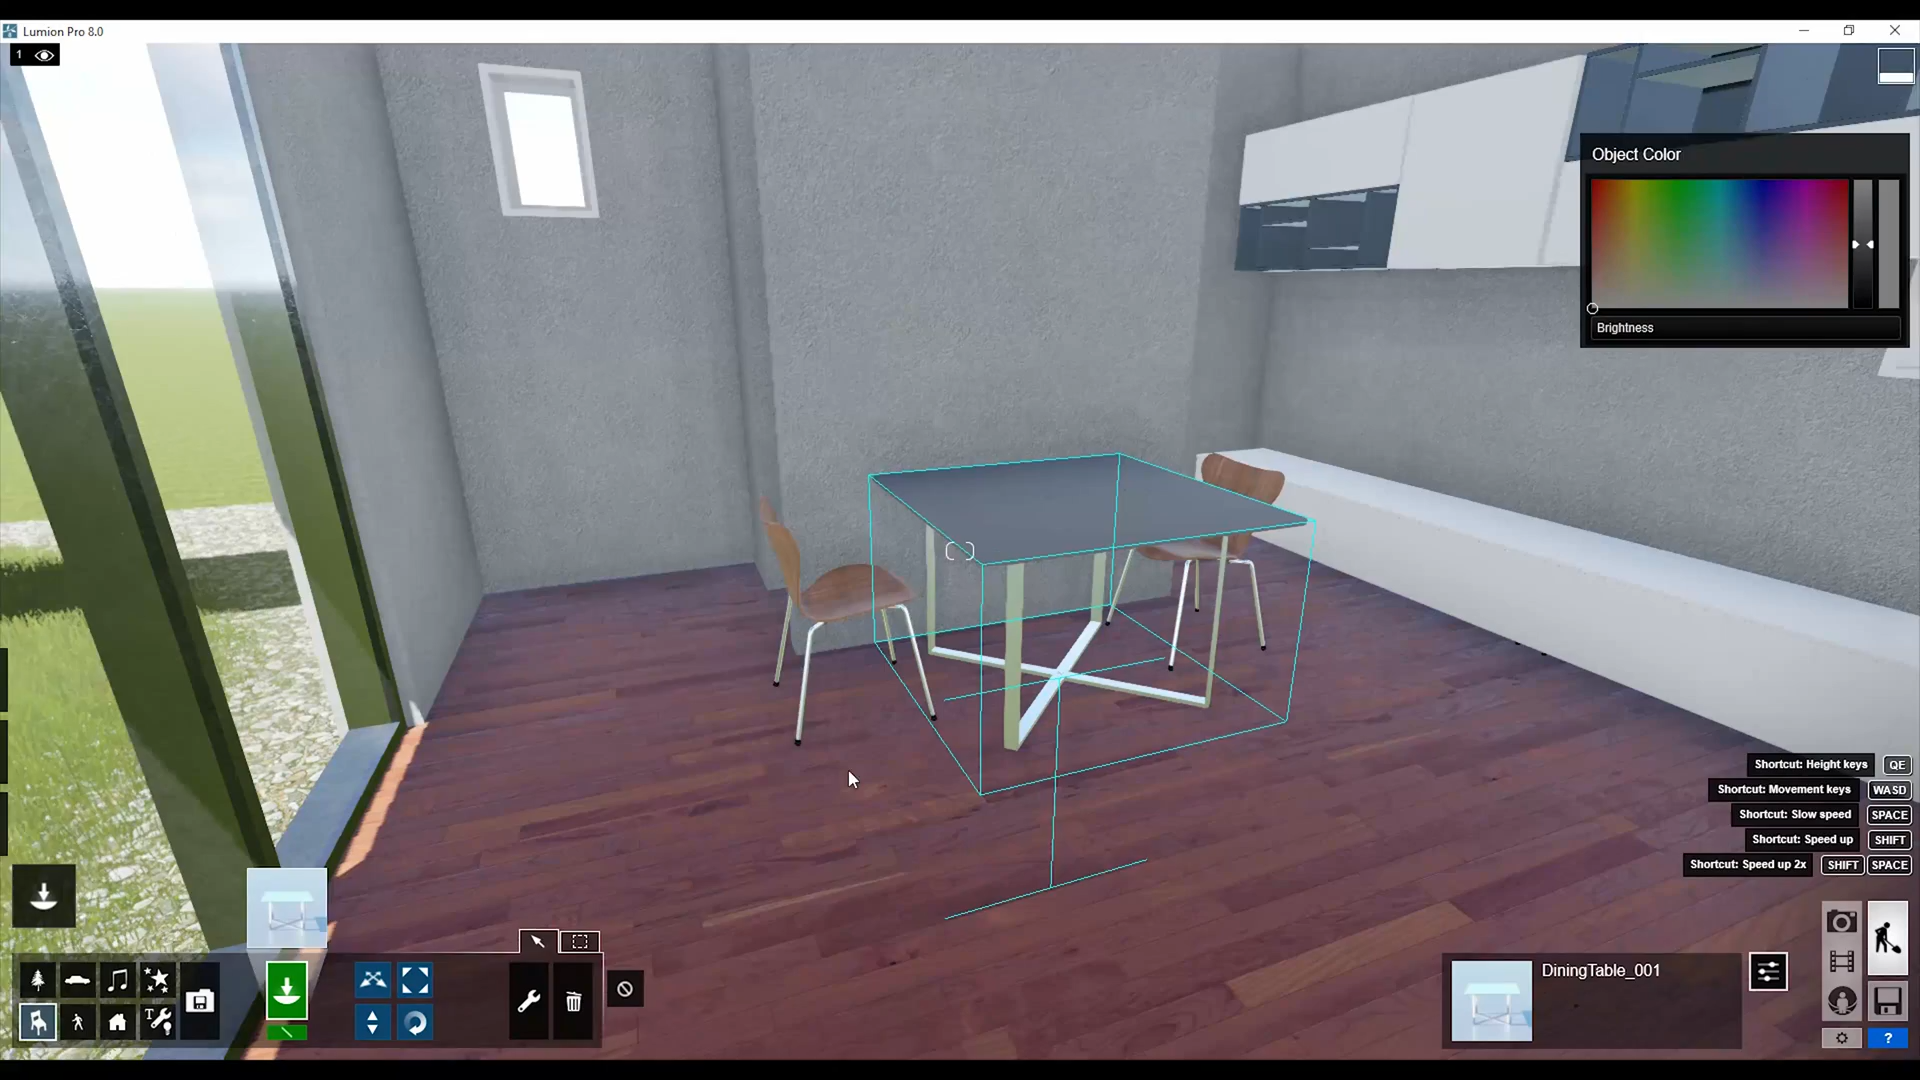 Lumion Pro 8.0
1
Object Color
Brightness
Shortcut: Height keys QE
Shortcut: Movement keys WASD
Shortcut: Slow speed SPACE
Shortcut: Speed up SHIFT
Shortcut: Speed up 2x SHIFT SPACE
DiningTable_001
T
?